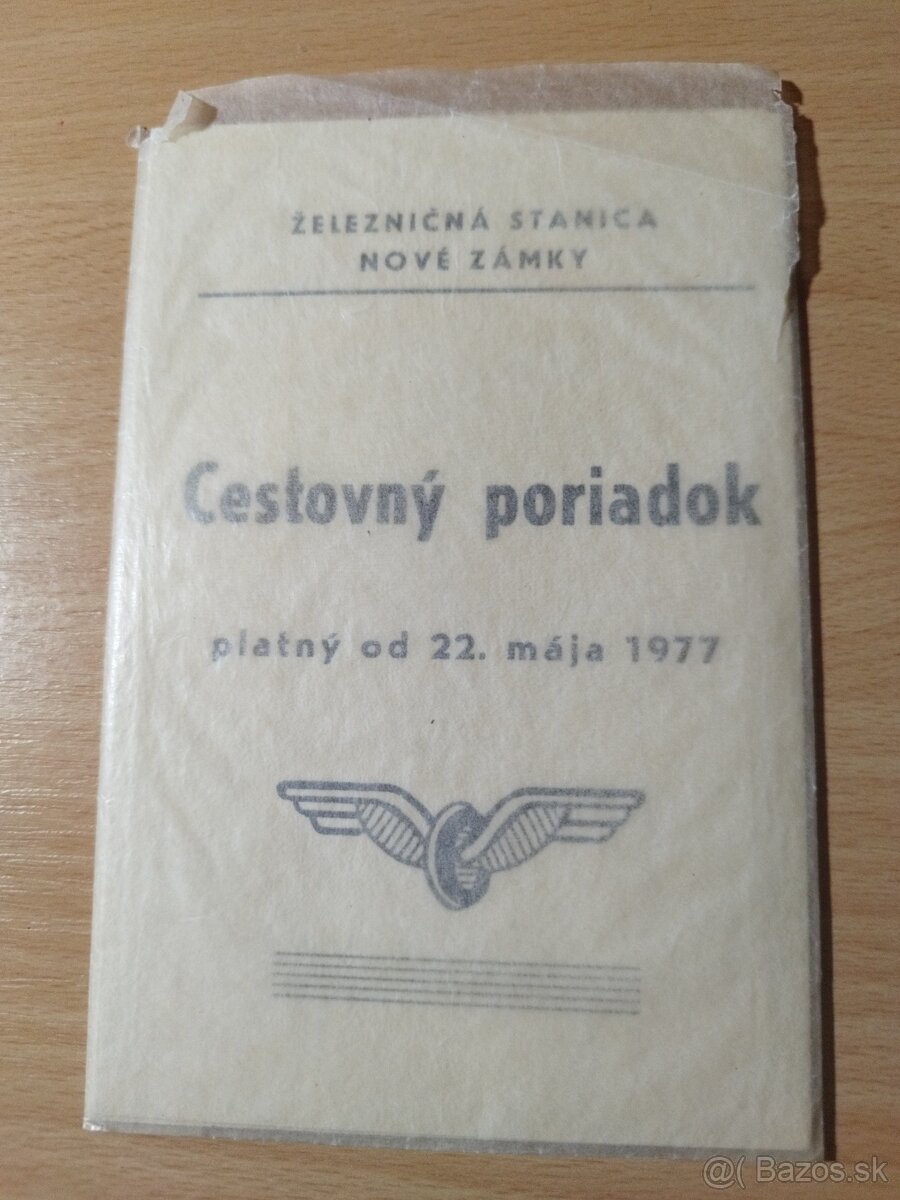 ŽELEZNIČNÁ STANICA
NOVÉ ZÁMKY
Cestovný poriadok
platný od 22. mája 1977
@( Bazos.sk